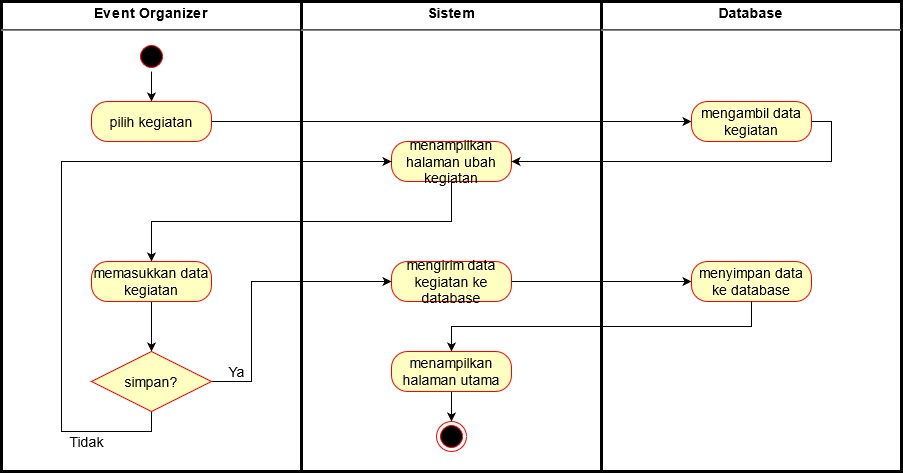 Event Organizer
Sistem
Database
pilih kegiatan
mengambil data
kegiatan
menampilkan
halaman ubah
kegiatan
memasukkan data
kegiatan
mengirim data
kegiatan ke
database
menyimpan data
ke database
simpan?
Ya
menampilkan
halaman utama
Tidak